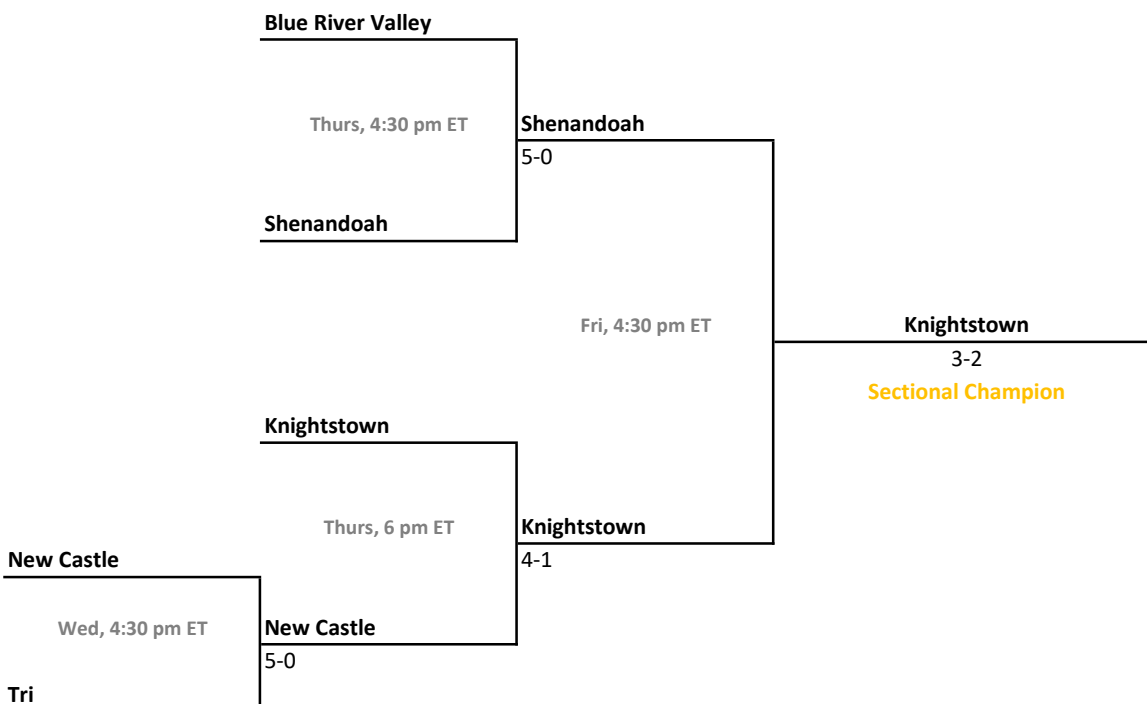 Blue River Valley
Thurs, 4:30 pm ET
Shenandoah
5-0
Shenandoah
Fri, 4:30 pm ET
Knightstown
3-2
Sectional Champion
Knightstown
Thurs, 6 pm ET
Knightstown
4-1
New Castle
Wed, 4:30 pm ET
New Castle
5-0
Tri